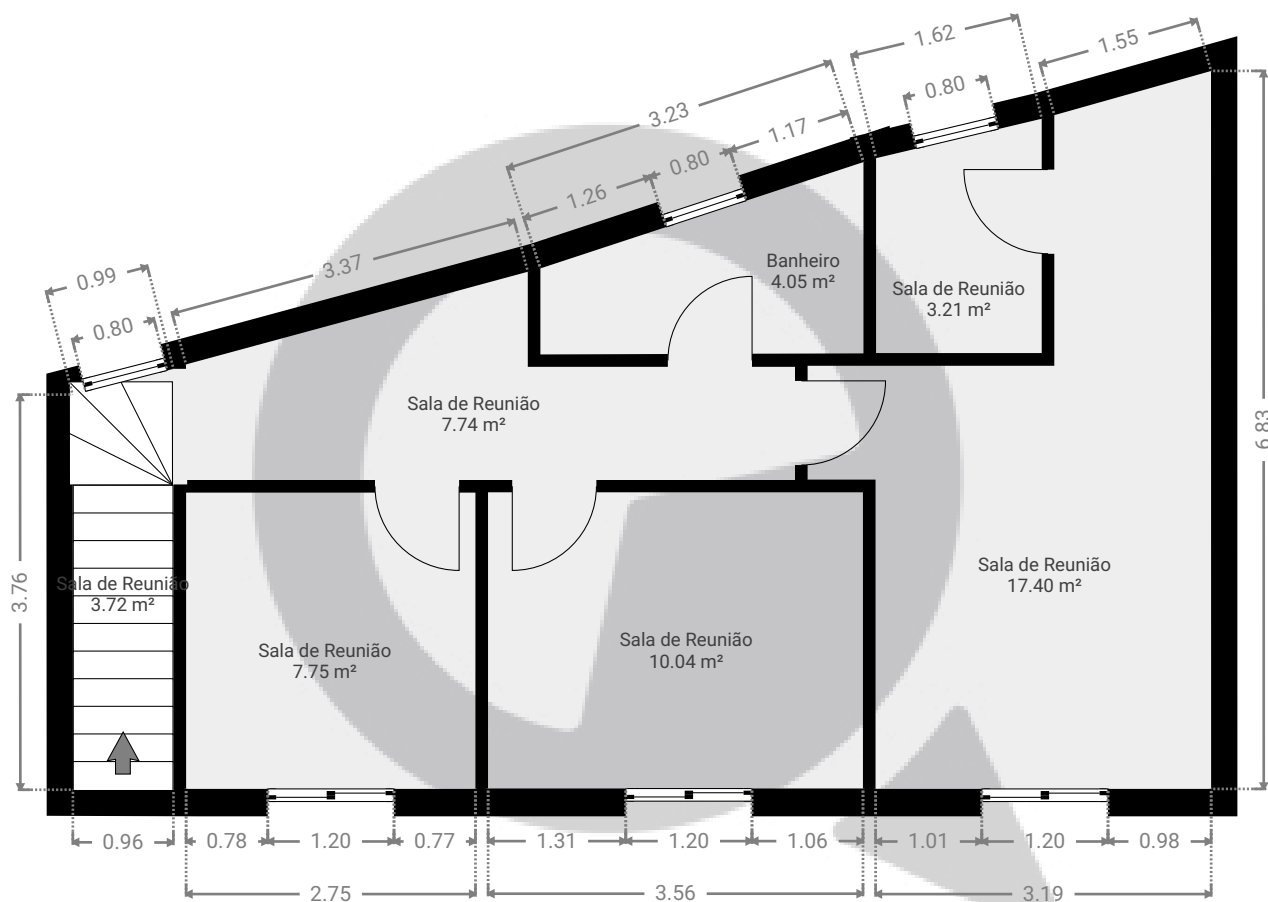 1.62
1.55
0.80
3.23
1.17
0.80
1.26
3.37
0.99
0.80
Banheiro
4.05 m²
Sala de Reunião
3.21 m²
Sala de Reunião
7.74 m²
6.83
3.76
Sala de Reunião
3.72 m²
Sala de Reunião
7.75 m²
Sala de Reunião
10.04 m²
Sala de Reunião
17.40 m²
0.96
0.78
1.20
0.77
1.31
1.20
1.06
1.01
1.20
0.98
2.75
3.56
3.19